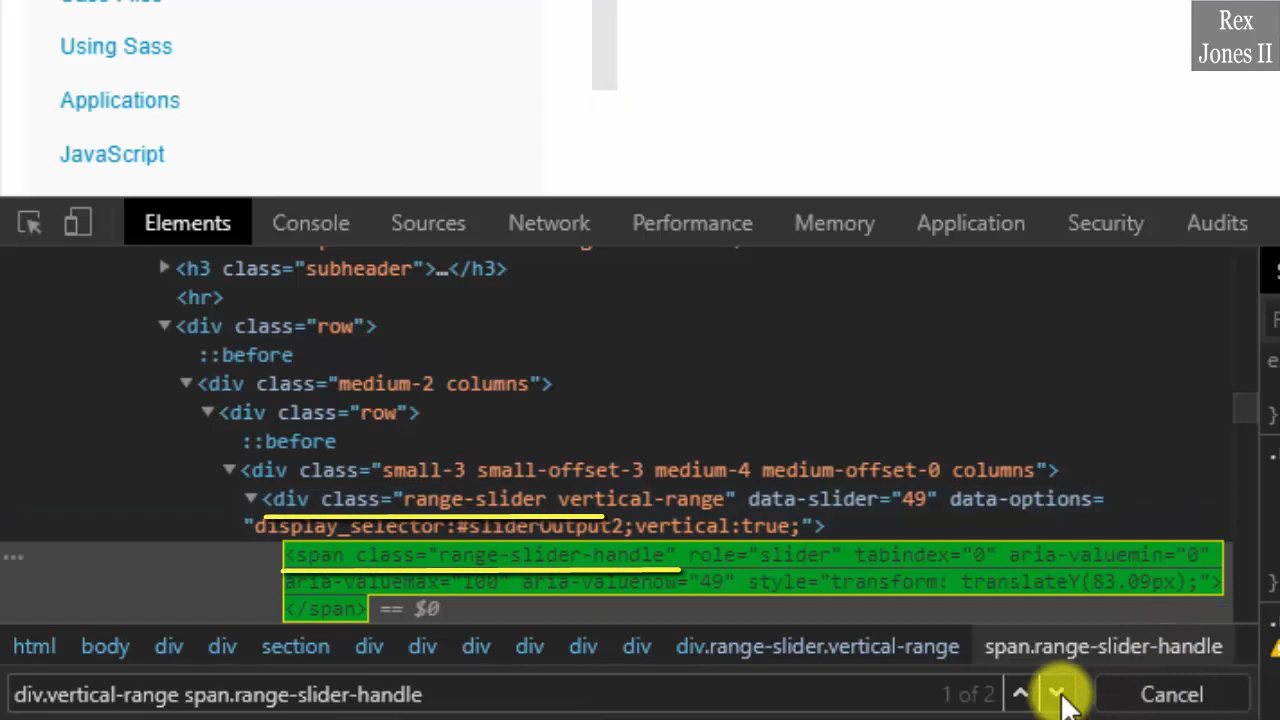 Rex
Jones II
Using Sass
Applications
JavaScript
Elements Console Sources Network Performance Memory Application Security Audits
<h3 class="subheader">…</h3>
<hr>
<div class="row">
::before
<div class="medium-2 columns">
<div class="row">
::before
<div class="small-3 small-offset-3 medium-4 medium-offset-0 columns">
<div class="range-slider vertical-range" data-slider="49" data-options=
"display_selector:#sliderOutput2;vertical:true;">
<span class="range-slider-handle" role="slider" tabindex="0" aria-valuemin="0"
aria-valuemax="100" aria-valuenow="49" style="transform: translateY(83.09px);">
</span> == $0
html body div div section div div div div div div div.range-slider.vertical-range span.range-slider-handle
div.vertical-range span.range-slider-handle 1 of 2 Cancel